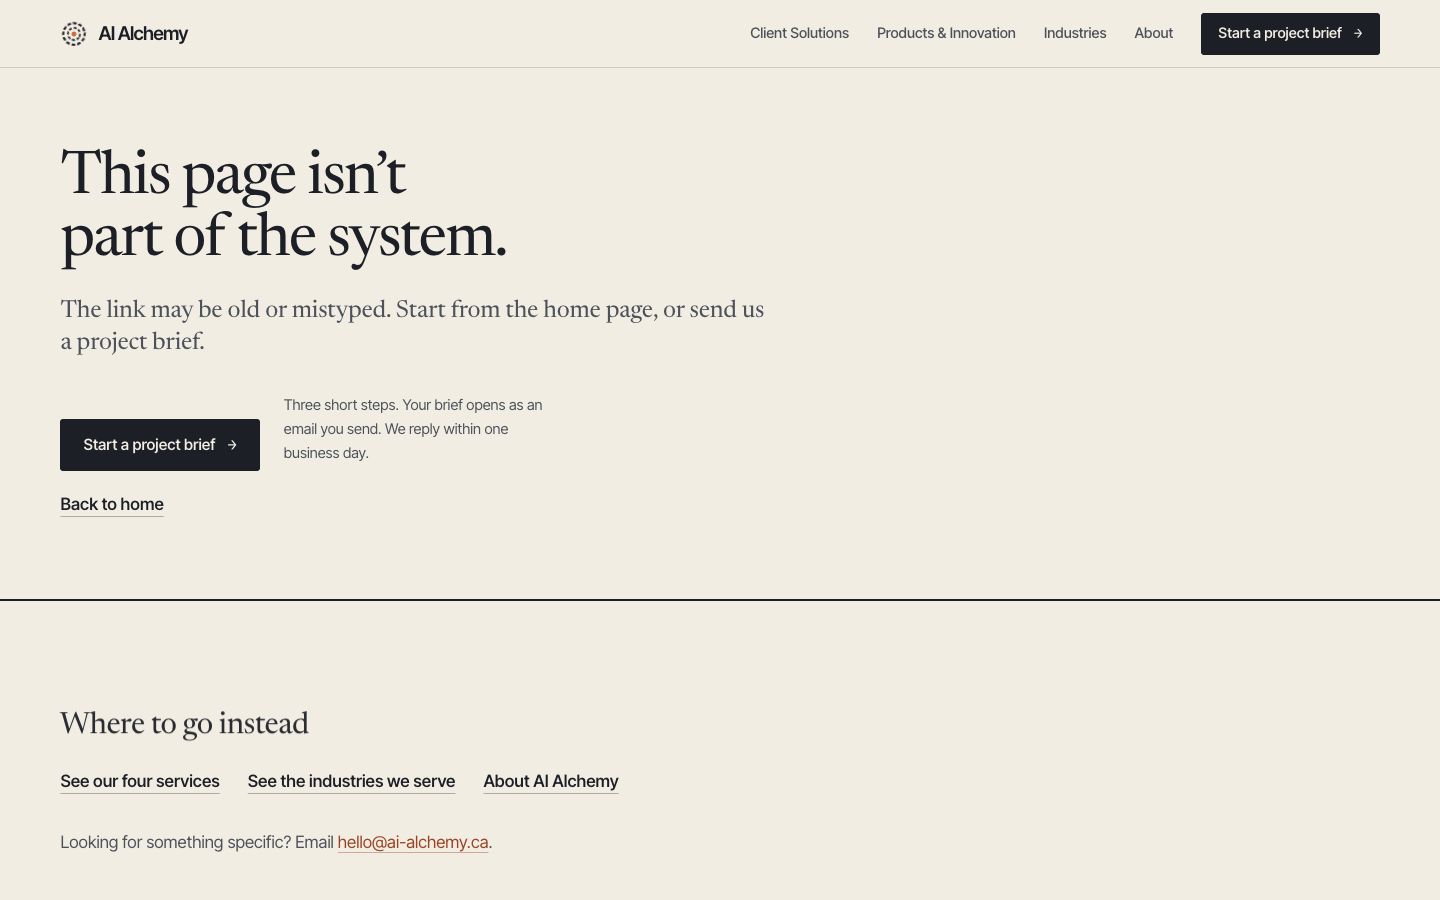 AI Alchemy
Client Solutions
Products & Innovation
Industries
About
Start a project brief →
This page isn’t
part of the system.
The link may be old or mistyped. Start from the home page, or send us
a project brief.
Start a project brief →
Three short steps. Your brief opens as an
email you send. We reply within one
business day.
Back to home
Where to go instead
See our four services
See the industries we serve
About AI Alchemy
Looking for something specific? Email hello@ai-alchemy.ca.